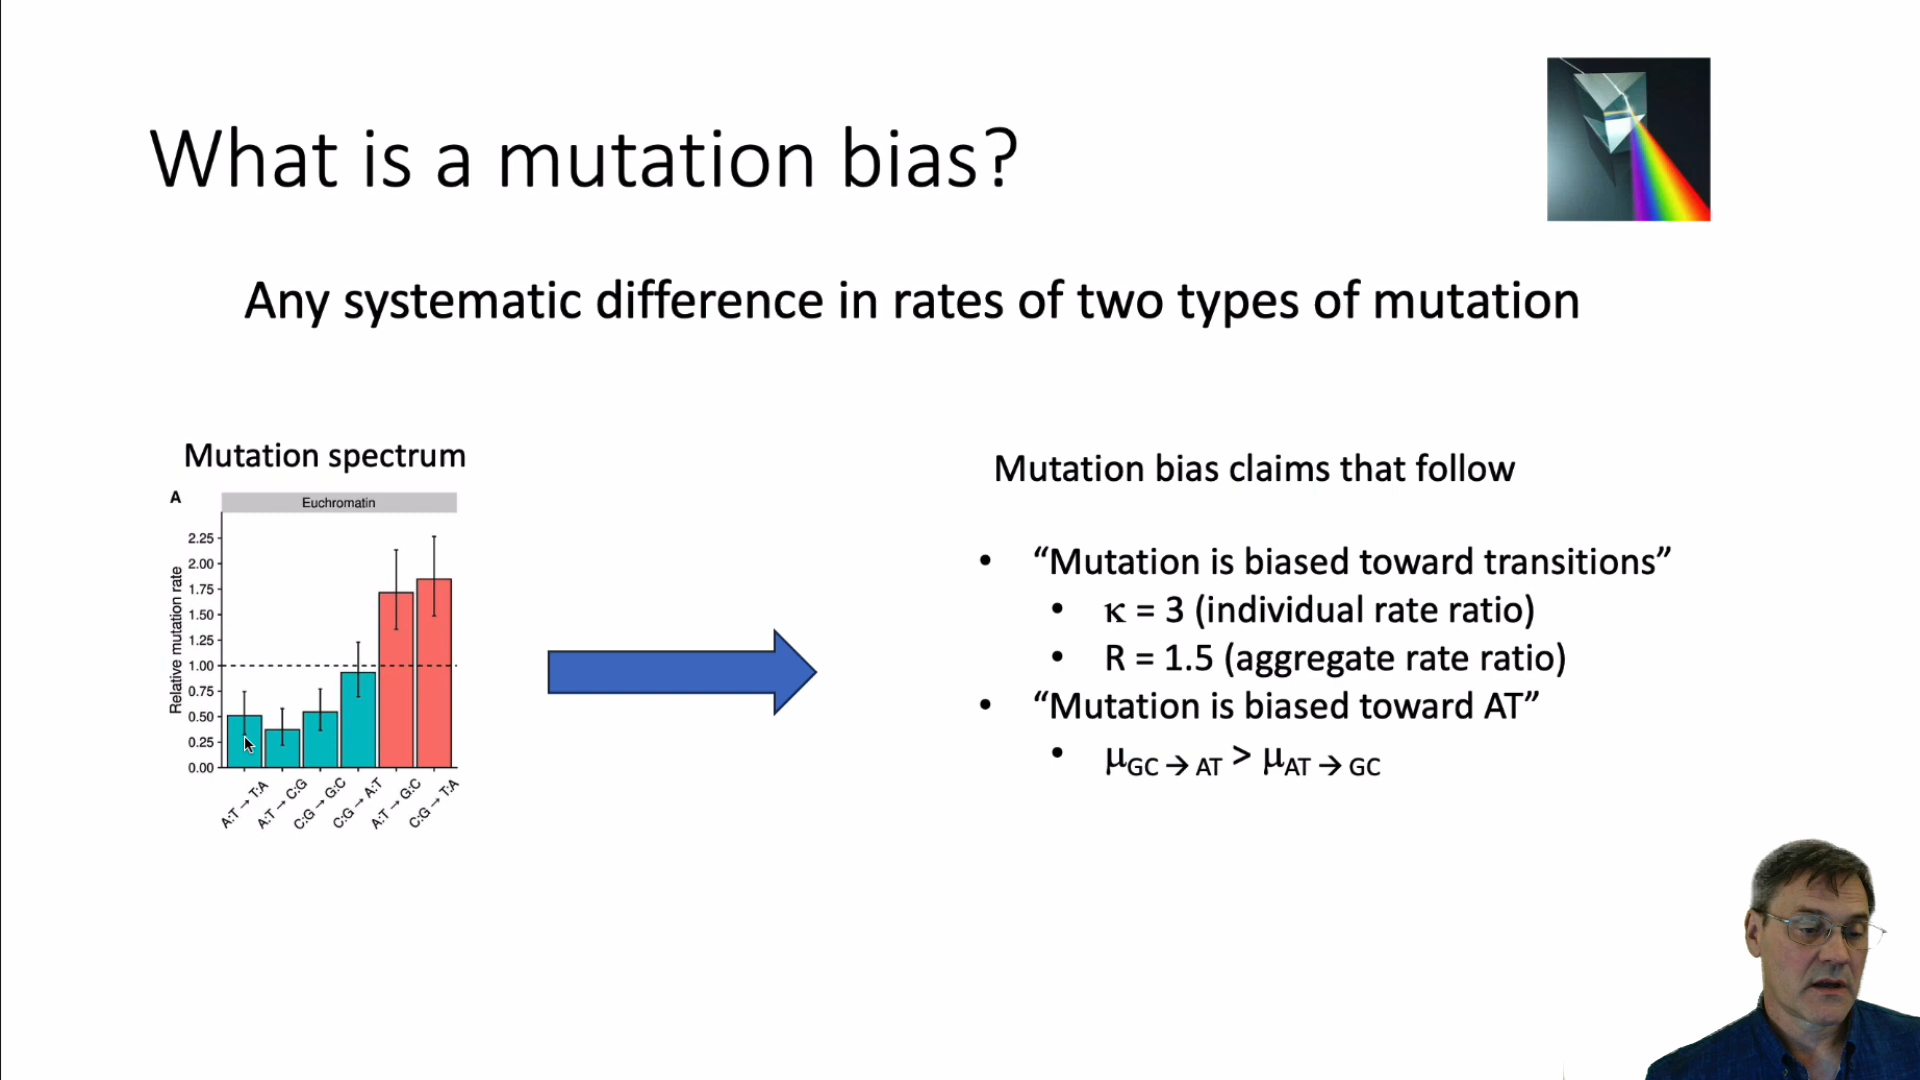 What is a mutation bias?
Any systematic difference in rates of two types of mutation
Mutation spectrum
A
Euchromatin
Relative mutation rate
2.25
2.00
1.75
1.50
1.25
1.00
0.75
0.50
0.25
0.00
A:T → T:A
A:T → C:G
C:G → G:C
C:G → A:T
A:T → G:C
C:G → T:A
Mutation bias claims that follow
• “Mutation is biased toward transitions”
• κ = 3 (individual rate ratio)
• R = 1.5 (aggregate rate ratio)
• “Mutation is biased toward AT”
• μGC → AT > μAT → GC